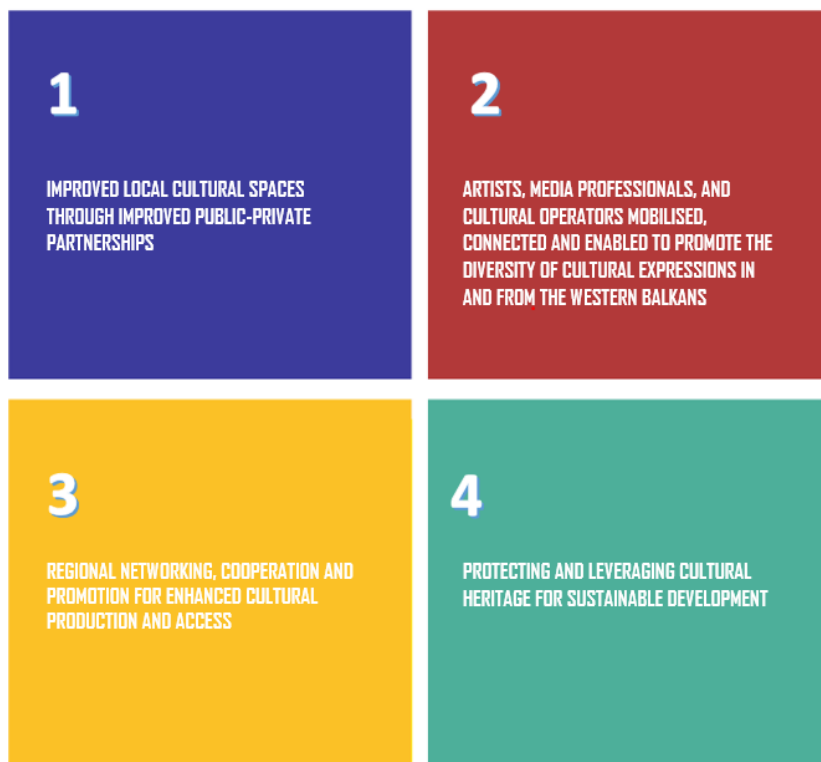 1
IMPROVED LOCAL CULTURAL SPACES
THROUGH IMPROVED PUBLIC-PRIVATE
PARTNERSHIPS
2
ARTISTS, MEDIA PROFESSIONALS, AND
CULTURAL OPERATORS MOBILISED,
CONNECTED AND ENABLED TO PROMOTE THE
DIVERSITY OF CULTURAL EXPRESSIONS IN
AND FROM THE WESTERN BALKANS
3
REGIONAL NETWORKING, COOPERATION AND
PROMOTION FOR ENHANCED CULTURAL
PRODUCTION AND ACCESS
4
PROTECTING AND LEVERAGING CULTURAL
HERITAGE FOR SUSTAINABLE DEVELOPMENT